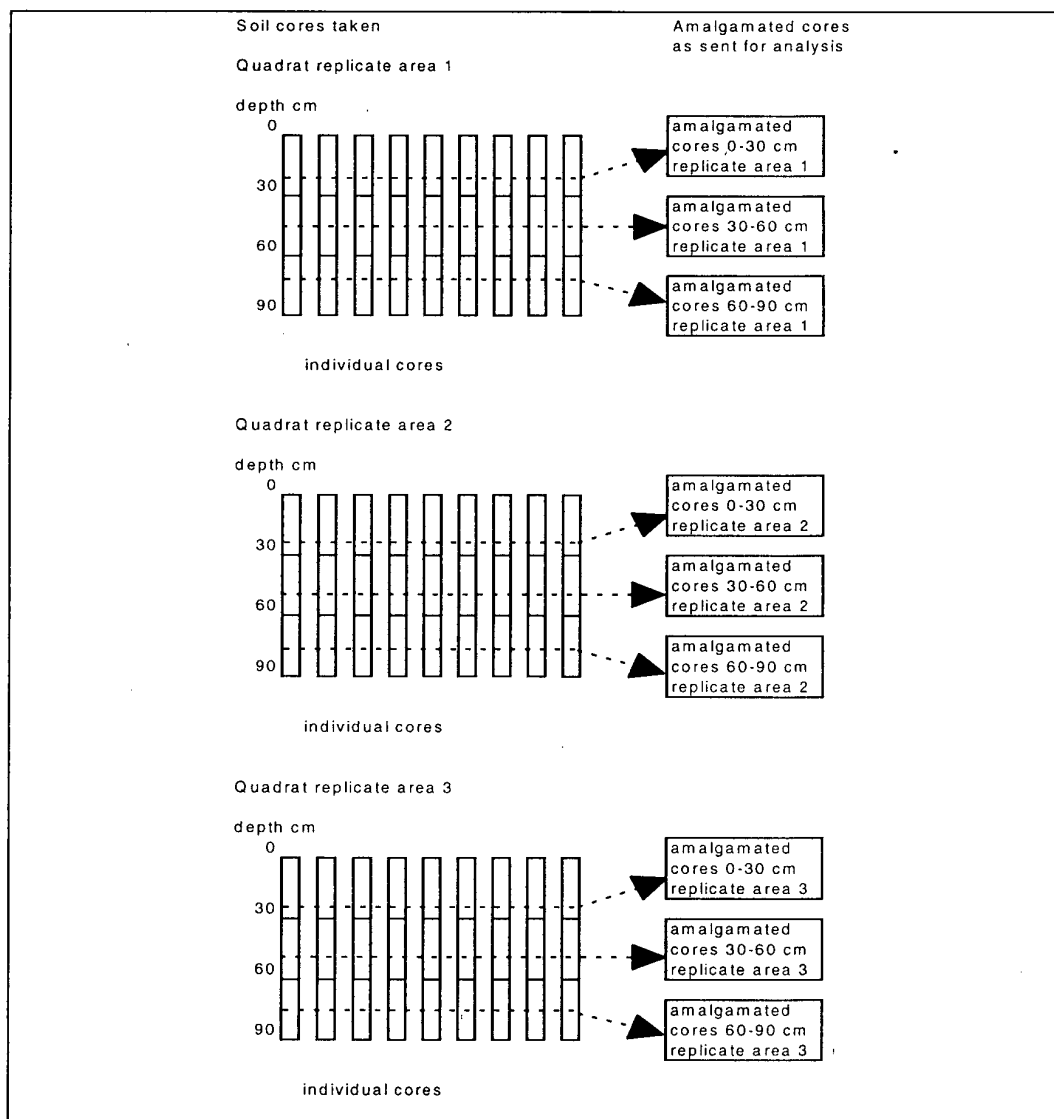 Soil cores taken
Amalgamated cores
as sent for analysis
Quadrat replicate area 1
depth cm
0
30
60
90
amalgamated
cores 0-30 cm
replicate area 1
amalgamated
cores 30-60 cm
replicate area 1
amalgamated
cores 60-90 cm
replicate area 1
individual cores
Quadrat replicate area 2
depth cm
0
30
60
90
amalgamated
cores 0-30 cm
replicate area 2
amalgamated
cores 30-60 cm
replicate area 2
amalgamated
cores 60-90 cm
replicate area 2
individual cores
Quadrat replicate area 3
depth cm
0
30
60
90
amalgamated
cores 0-30 cm
replicate area 3
amalgamated
cores 30-60 cm
replicate area 3
amalgamated
cores 60-90 cm
replicate area 3
individual cores